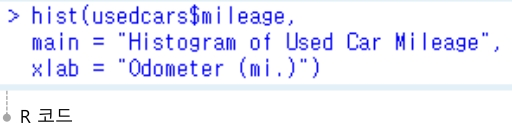 > hist(usedcars$mileage,
main = "Histogram of Used Car Mileage",
xlab = "Odometer (mi.)")
R 코드